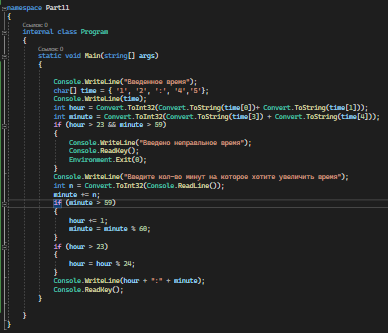 namespace Part11
{
Ссылок: 0
internal class Program
{
Ссылок: 0
static void Main(string[] args)
{
Console.WriteLine("Введенное время");
char[] time = { '1', '2', ':', '4','5'};
Console.WriteLine(time);
int hour = Convert.ToInt32(Convert.ToString(time[0])+ Convert.ToString(time[1]));
int minute = Convert.ToInt32(Convert.ToString(time[3]) + Convert.ToString(time[4]));
if (hour > 23 && minute > 59)
{
Console.WriteLine("Введено неправльное время");
Console.ReadKey();
Environment.Exit(0);
}
Console.WriteLine("Введите кол-во минут на которое хотите увеличить время");
int n = Convert.ToInt32(Console.ReadLine());
minute += n;
if (minute > 59)
{
hour += 1;
minute = minute % 60;
}
if (hour > 23)
{
hour = hour % 24;
}
Console.WriteLine(hour + ":" + minute);
Console.ReadKey();
}
}
}